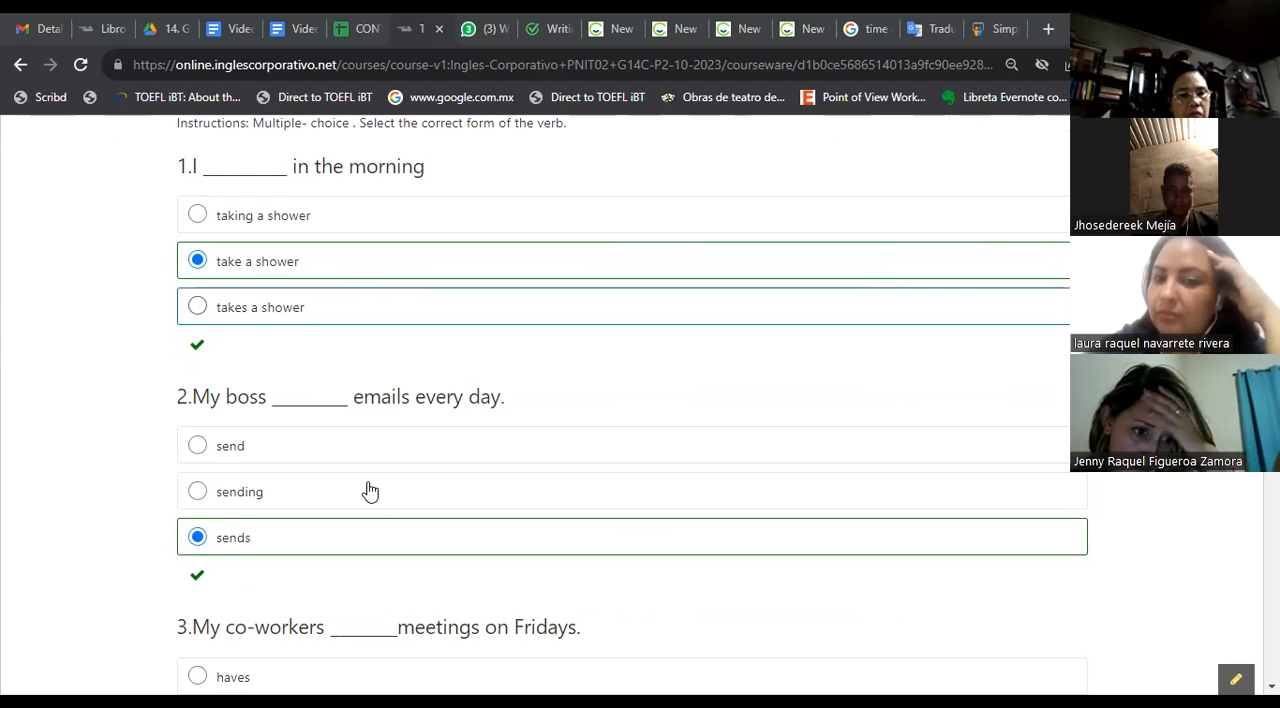 Detal
Libro
14. G
Videc
Videc
CON
T
(3) W
Writi
New
New
New
New
time
Tradu
Simp
https://online.inglescorporativo.net/courses/course-v1:Ingles-Corporativo+PNIT02+G14C-P2-10-2023/courseware/d1b0ce5686514013a9fc90ee928...
Scribd
TOEFL iBT: About th...
Direct to TOEFL iBT
www.google.com.mx
Direct to TOEFL iBT
Obras de teatro de...
Point of View Work...
Libreta Evernote co...
Instructions: Multiple- choice . Select the correct form of the verb.
1.I __________ in the morning
taking a shower
take a shower
takes a shower
2.My boss _________ emails every day.
send
sending
sends
3.My co-workers ________meetings on Fridays.
haves
Jhosedereek Mejía
laura raquel navarrete rivera
Jenny Raquel Figueroa Zamora